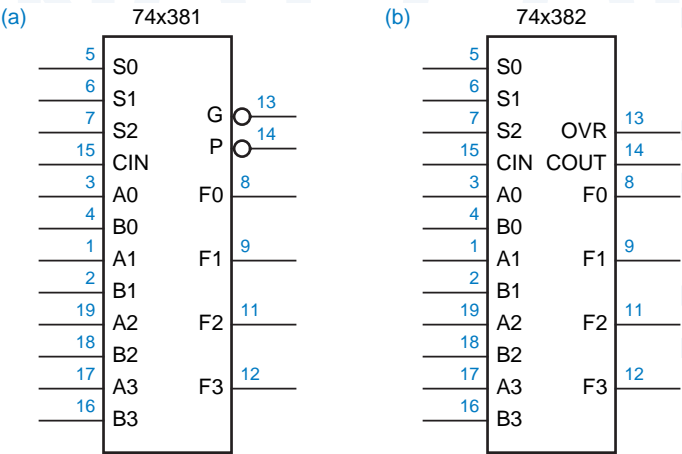 (a) 74x381
5 S0
6 S1
7 S2
G 13
P 14
15 CIN
3 A0 F0 8
4 B0
1 A1 F1 9
2 B1
19 A2 F2 11
18 B2
17 A3 F3 12
16 B3
(b) 74x382
5 S0
6 S1
7 S2 OVR 13
15 CIN COUT 14
3 A0 F0 8
4 B0
1 A1 F1 9
2 B1
19 A2 F2 11
18 B2
17 A3 F3 12
16 B3